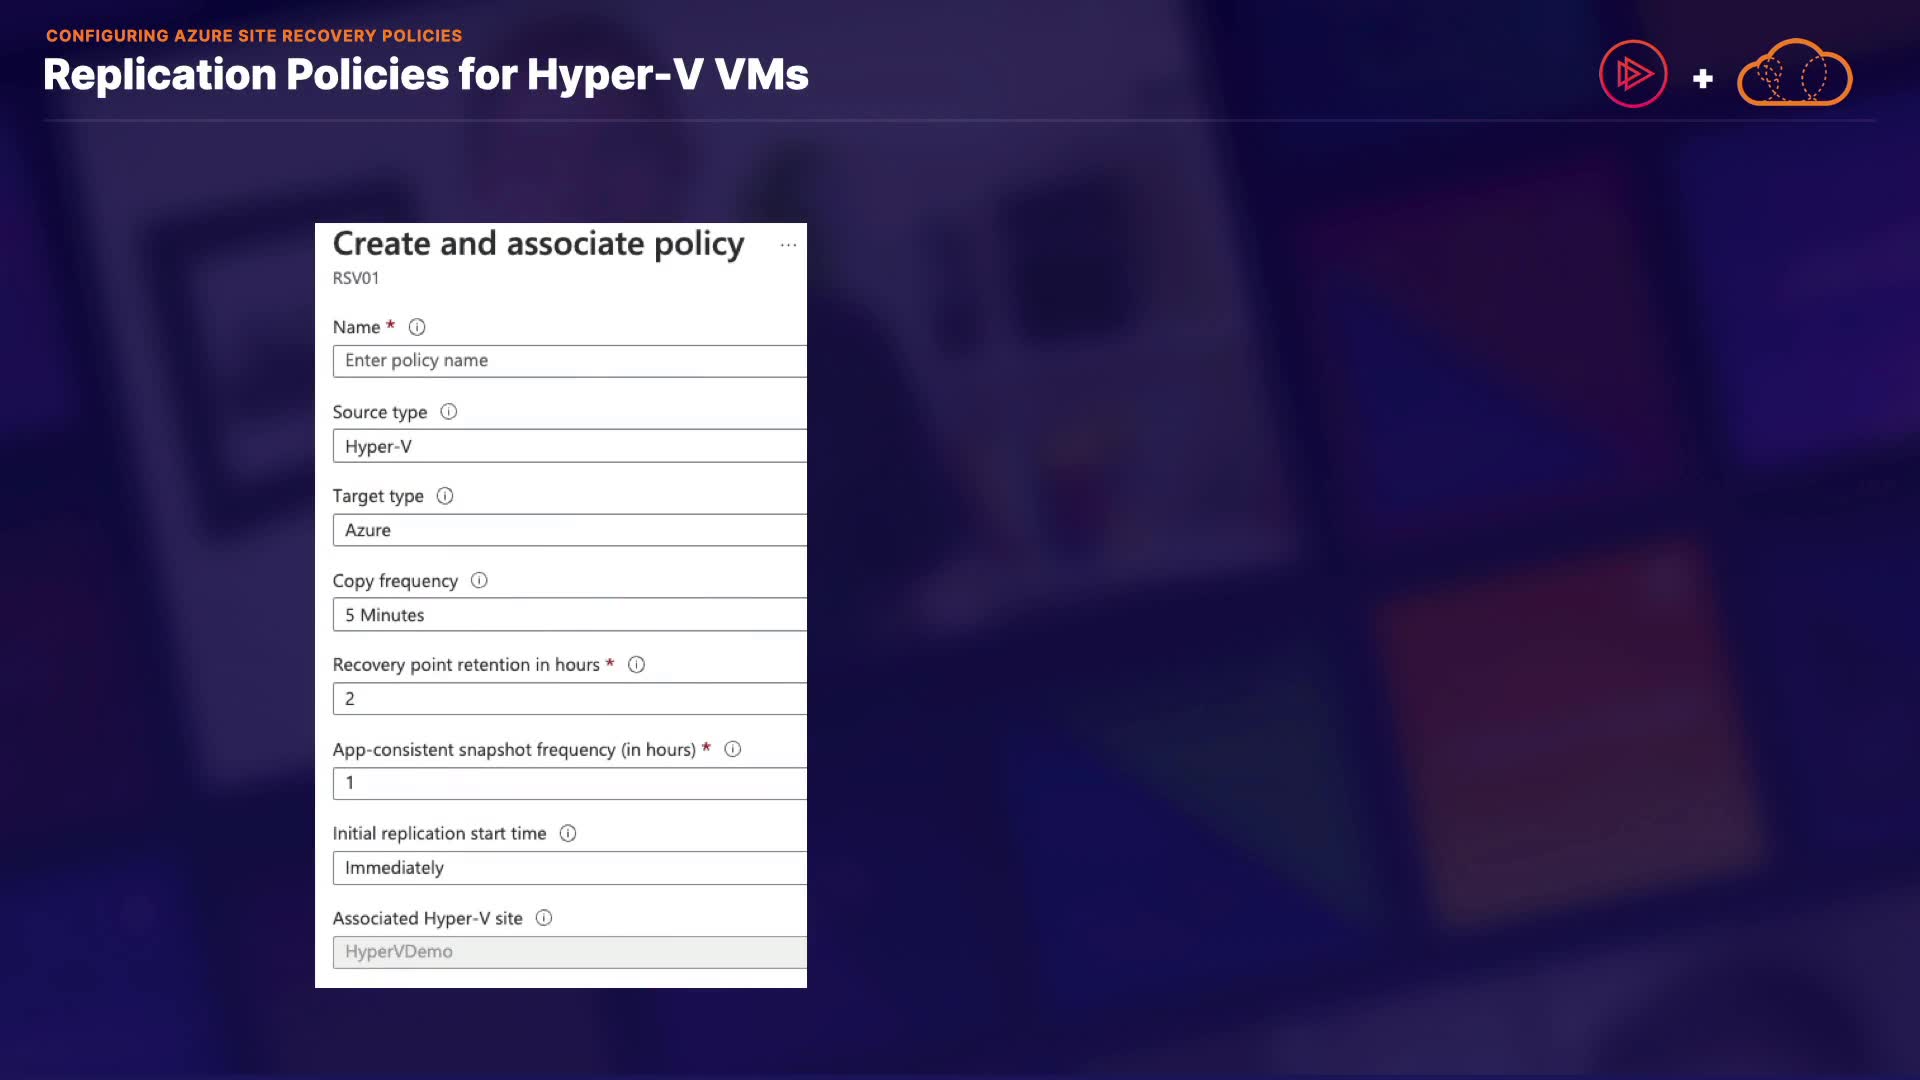 CONFIGURING AZURE SITE RECOVERY POLICIES
Replication Policies for Hyper-V VMs
+
Create and associate policy ...
RSV01
Name *
Enter policy name
Source type
Hyper-V
Target type
Azure
Copy frequency
5 Minutes
Recovery point retention in hours *
2
App-consistent snapshot frequency (in hours) *
1
Initial replication start time
Immediately
Associated Hyper-V site
HyperVDemo